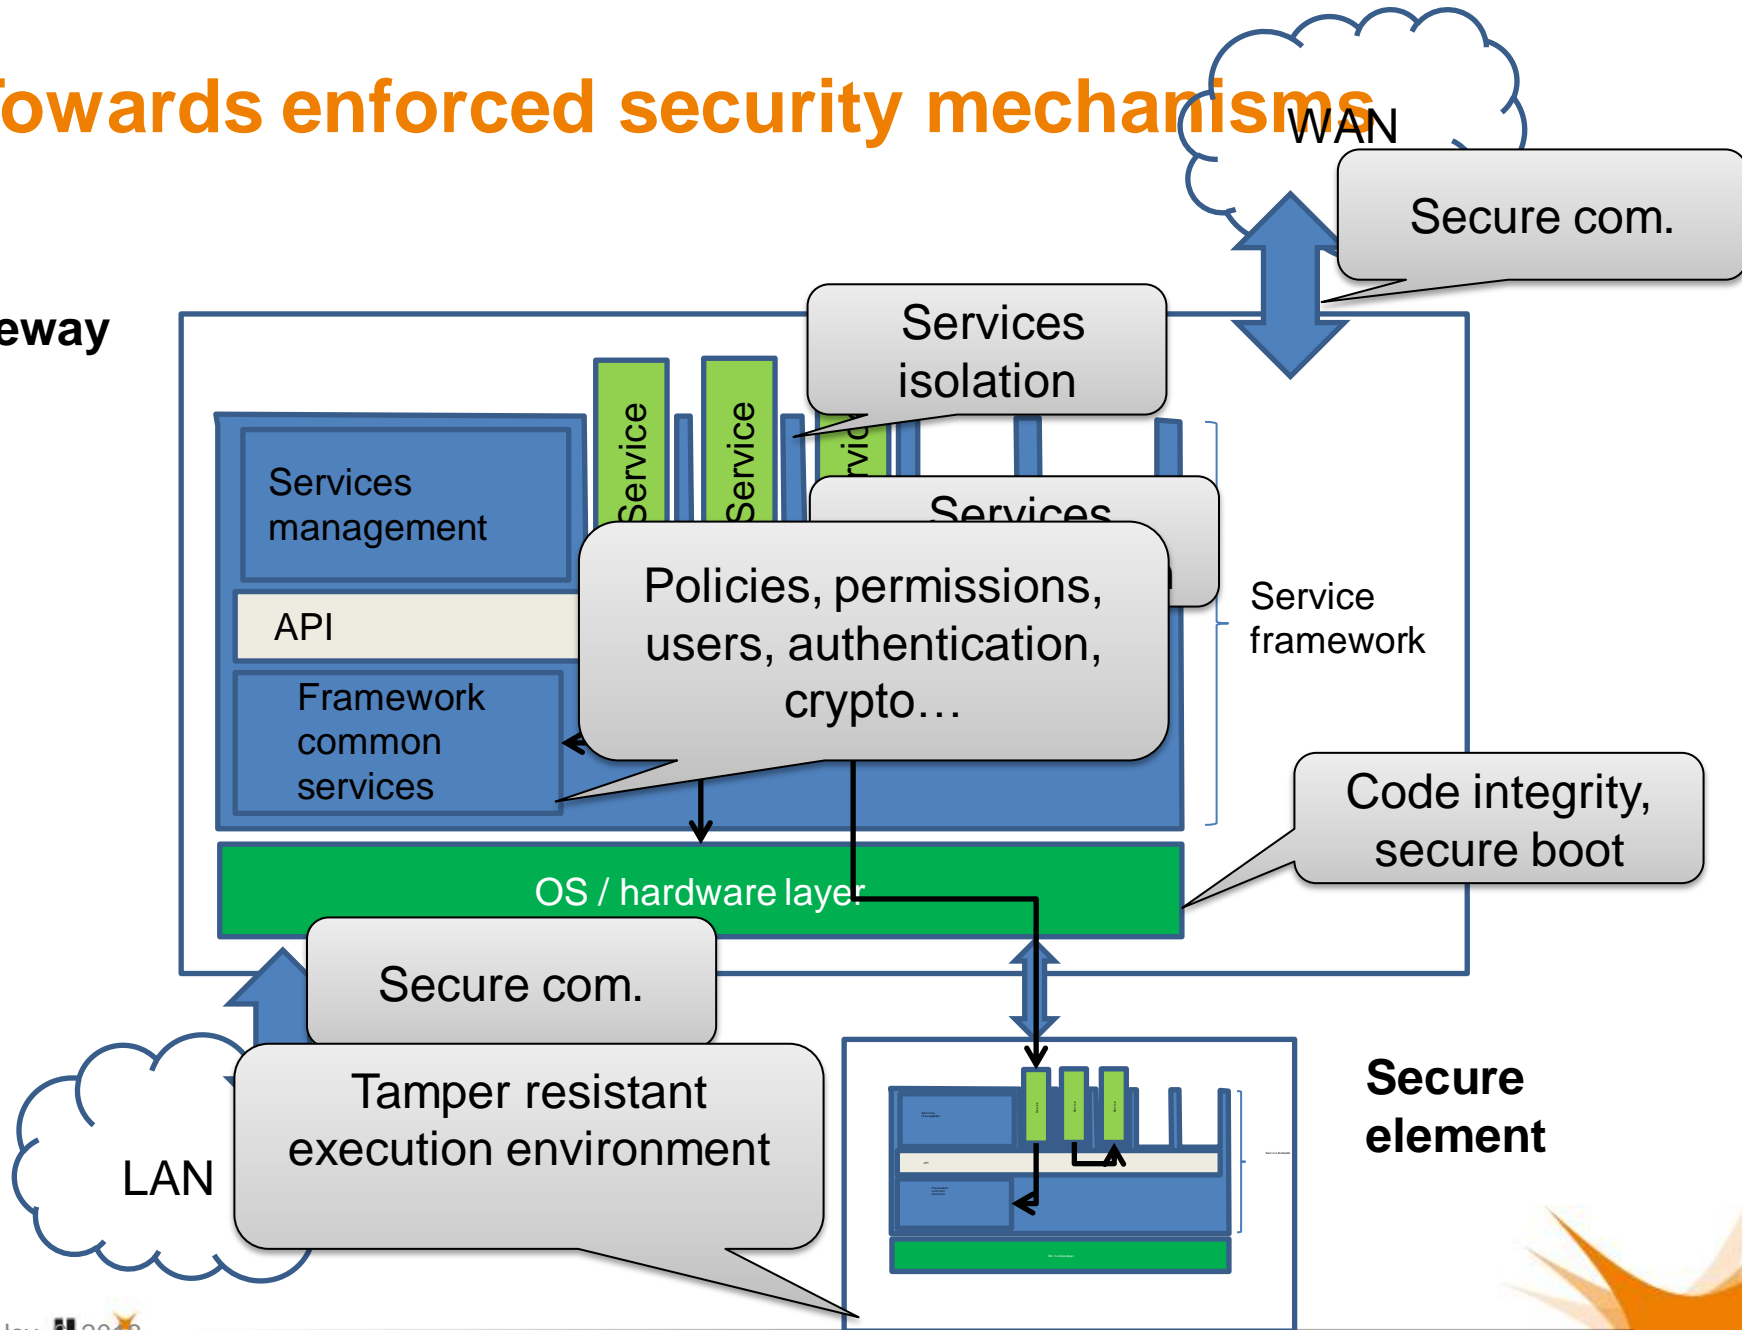 owards enforced security mechanisms
WAN
Secure com.
eway
Services
isolation
Service
Service
Services
management
Services
Policies, permissions,
users, authentication,
crypto…
API
Service
framework
Framework
common
services
Code integrity,
secure boot
OS / hardware layer
Secure com.
Tamper resistant
execution environment
LAN
Secure
element
API